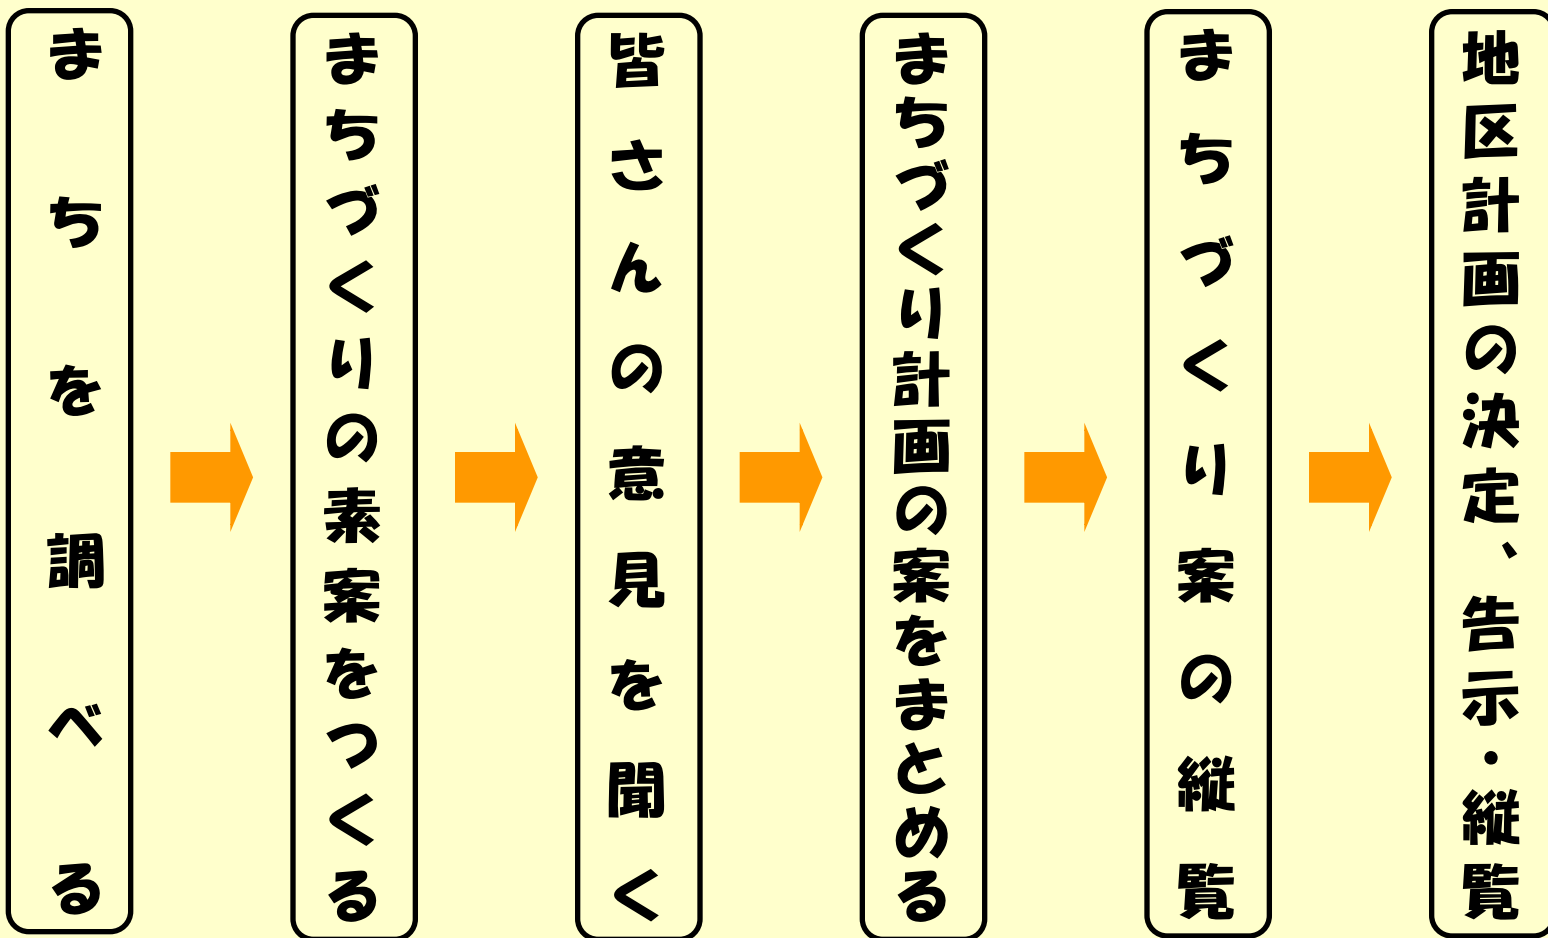 まちを調べる
まちづくりの素案をつくる
皆さんの意見を聞く
まちづくり計画の案をまとめる
まちづくり案の縦覧
地区計画の決定、告示・縦覧